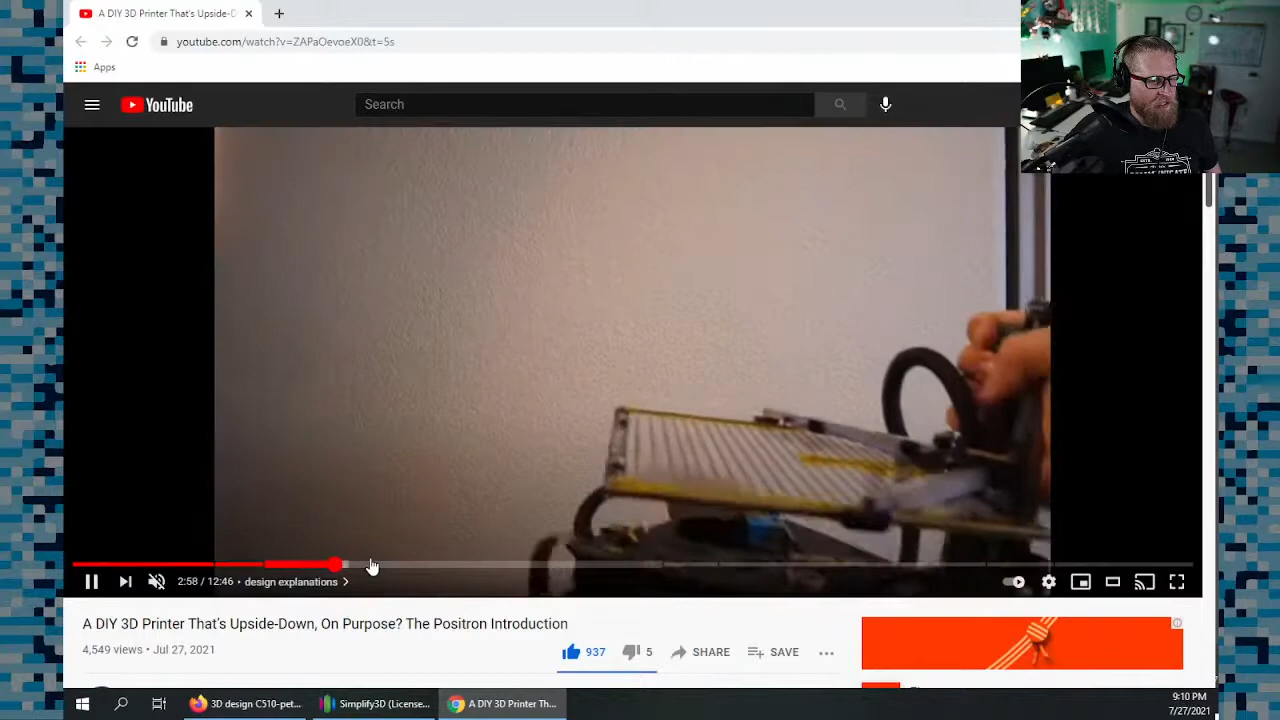 A DIY 3D Printer That's Upside-D
youtube.com/watch?v=ZAPaOevoeX0&t=5s
Apps
YouTube
Search
2:58 / 12:46 • design explanations
A DIY 3D Printer That's Upside-Down, On Purpose? The Positron Introduction
4,549 views • Jul 27, 2021
937
5
SHARE
SAVE
3D design C510-pet...
Simplify3D (License...
A DIY 3D Printer Th...
9:10 PM
7/27/2021